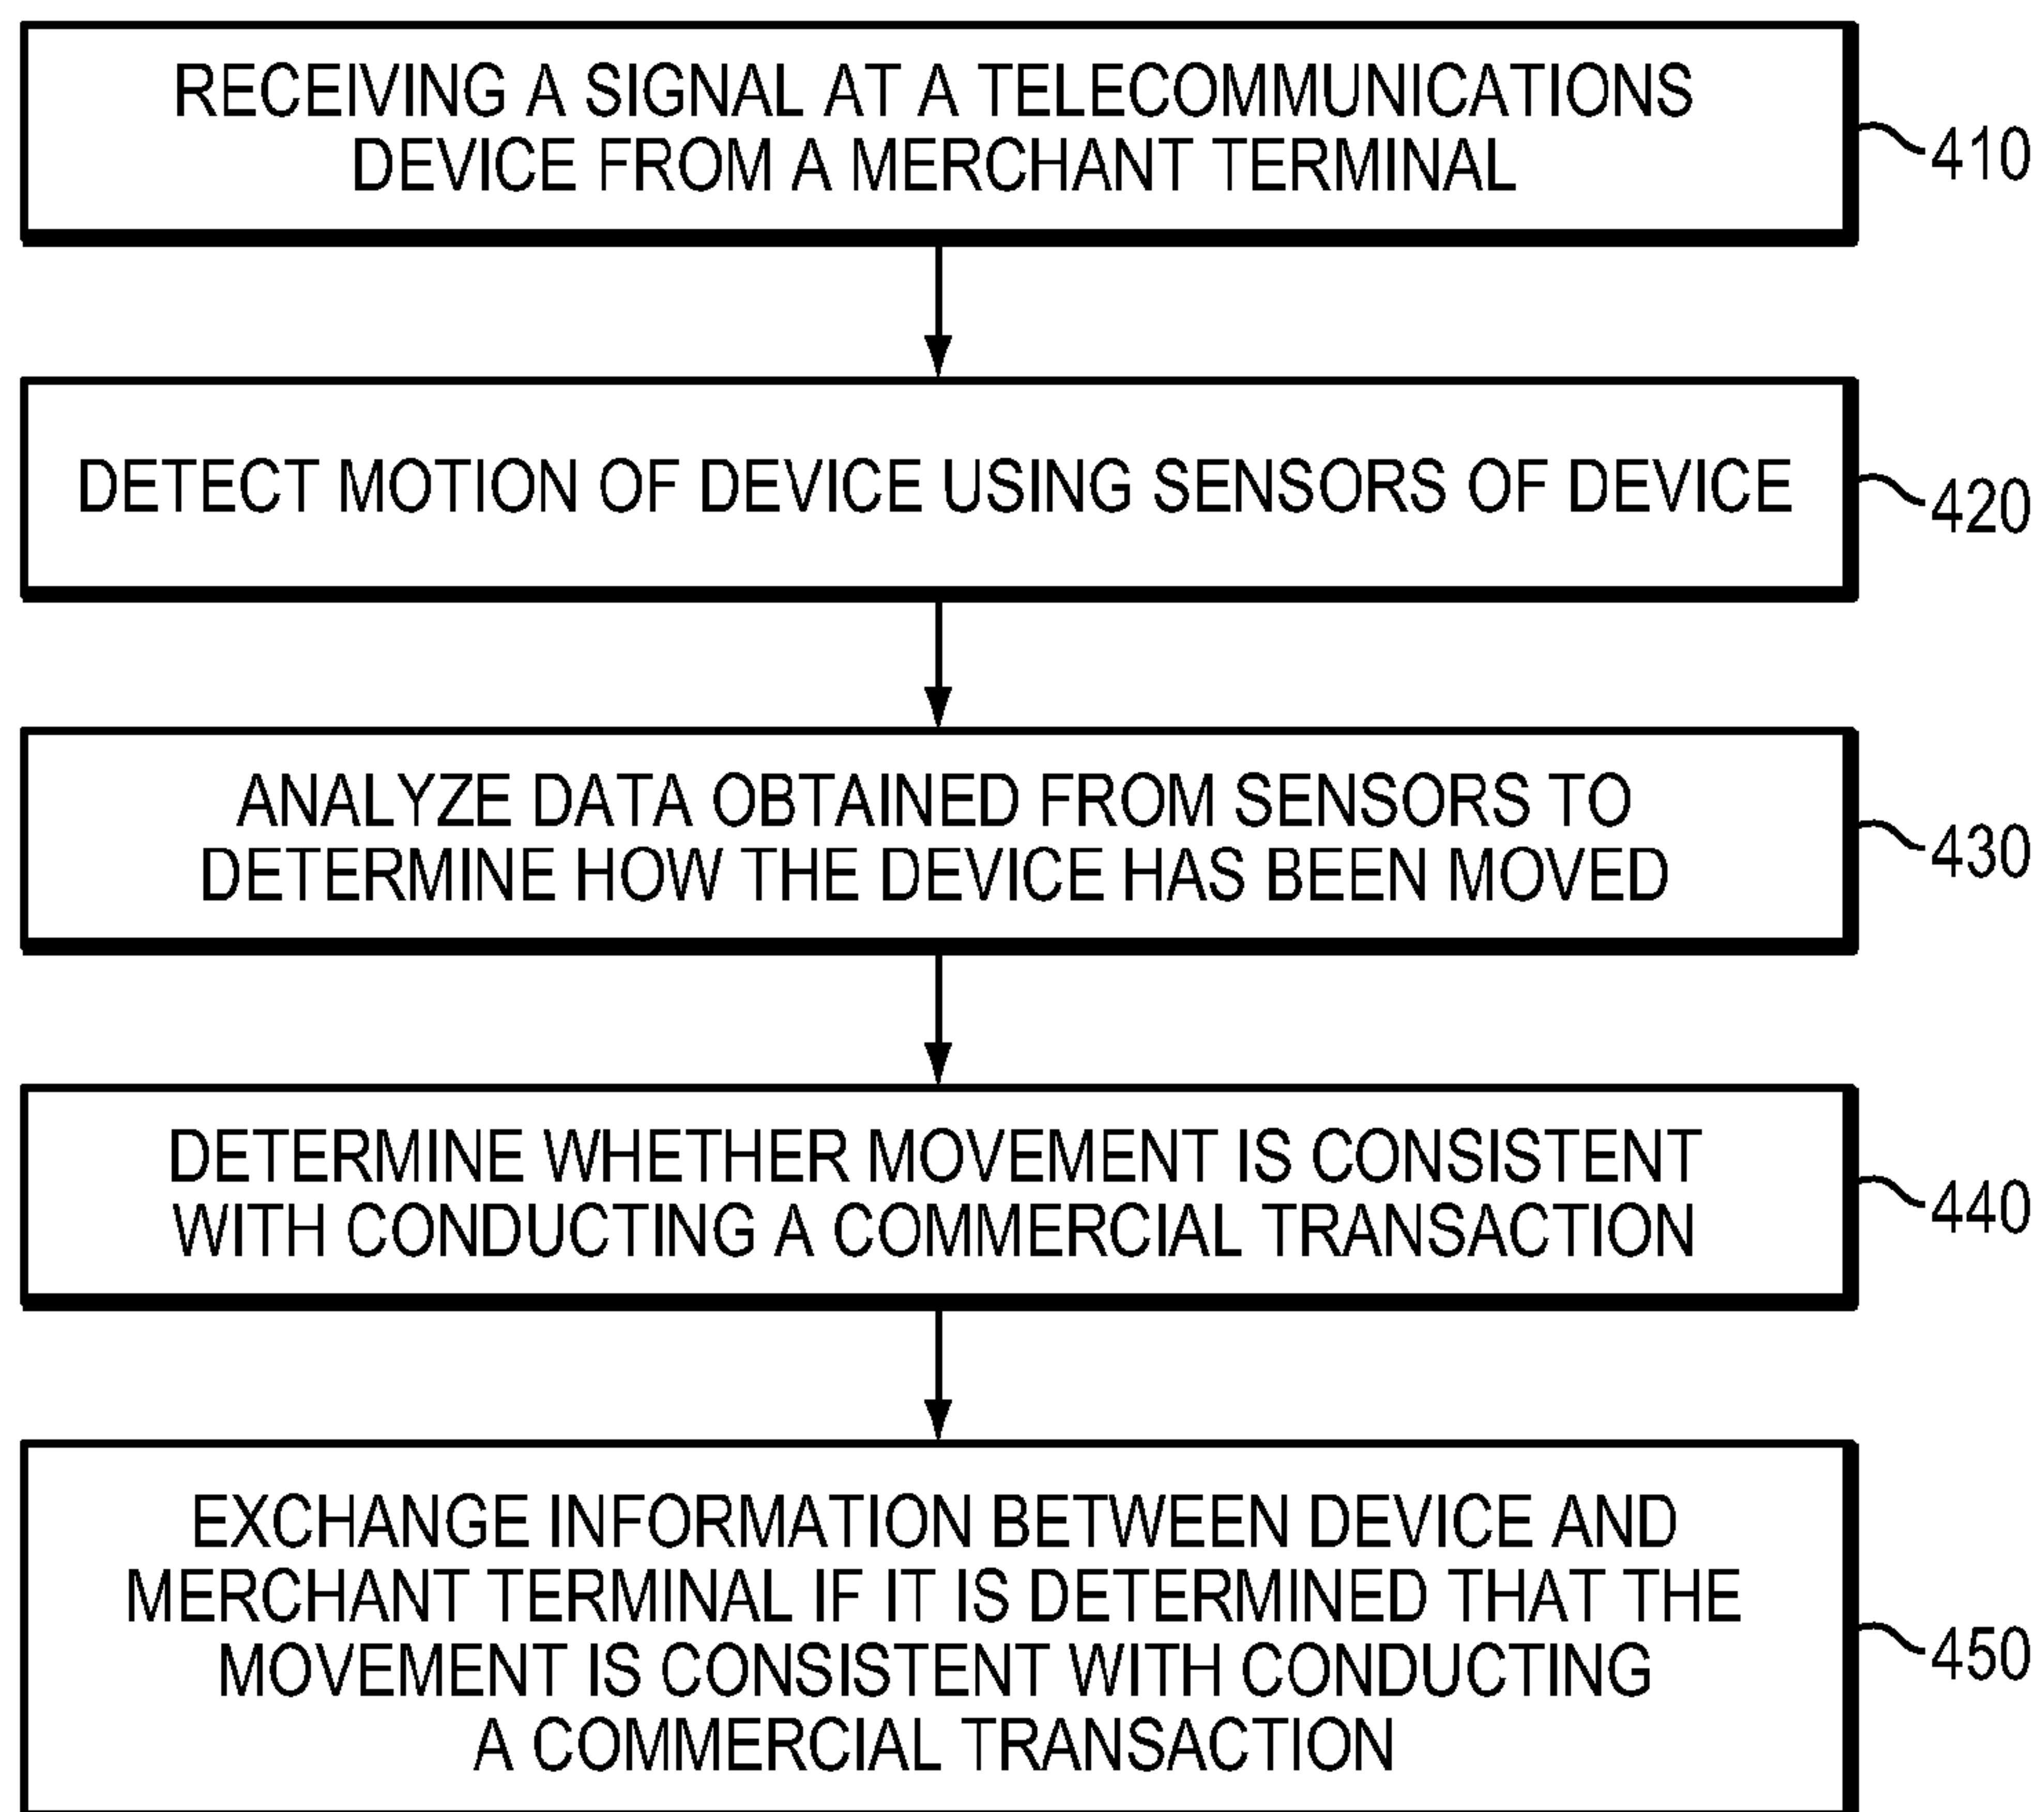 RECEIVING A SIGNAL AT A TELECOMMUNICATIONS
DEVICE FROM A MERCHANT TERMINAL
410
DETECT MOTION OF DEVICE USING SENSORS OF DEVICE
420
ANALYZE DATA OBTAINED FROM SENSORS TO
DETERMINE HOW THE DEVICE HAS BEEN MOVED
430
DETERMINE WHETHER MOVEMENT IS CONSISTENT
WITH CONDUCTING A COMMERCIAL TRANSACTION
440
EXCHANGE INFORMATION BETWEEN DEVICE AND
MERCHANT TERMINAL IF IT IS DETERMINED THAT THE
MOVEMENT IS CONSISTENT WITH CONDUCTING
A COMMERCIAL TRANSACTION
450